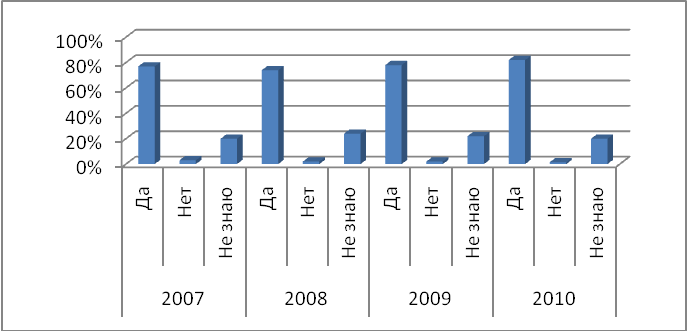 100%
80%
60%
40%
20%
0%
Да
Нет
Не знаю
Да
Нет
Не знаю
Да
Нет
Не знаю
Да
Нет
Не знаю
2007
2008
2009
2010